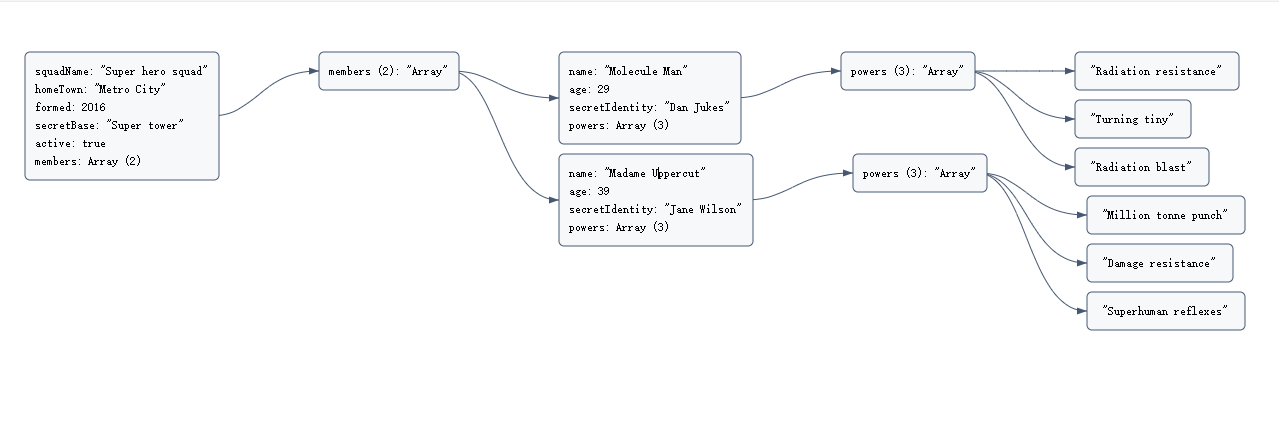 squadName: "Super hero squad"
homeTown: "Metro City"
formed: 2016
secretBase: "Super tower"
active: true
members: Array (2)
members (2): "Array"
name: "Molecule Man"
age: 29
secretIdentity: "Dan Jukes"
powers: Array (3)
powers (3): "Array"
"Radiation resistance"
"Turning tiny"
"Radiation blast"
name: "Madame Uppercut"
age: 39
secretIdentity: "Jane Wilson"
powers: Array (3)
powers (3): "Array"
"Million tonne punch"
"Damage resistance"
"Superhuman reflexes"